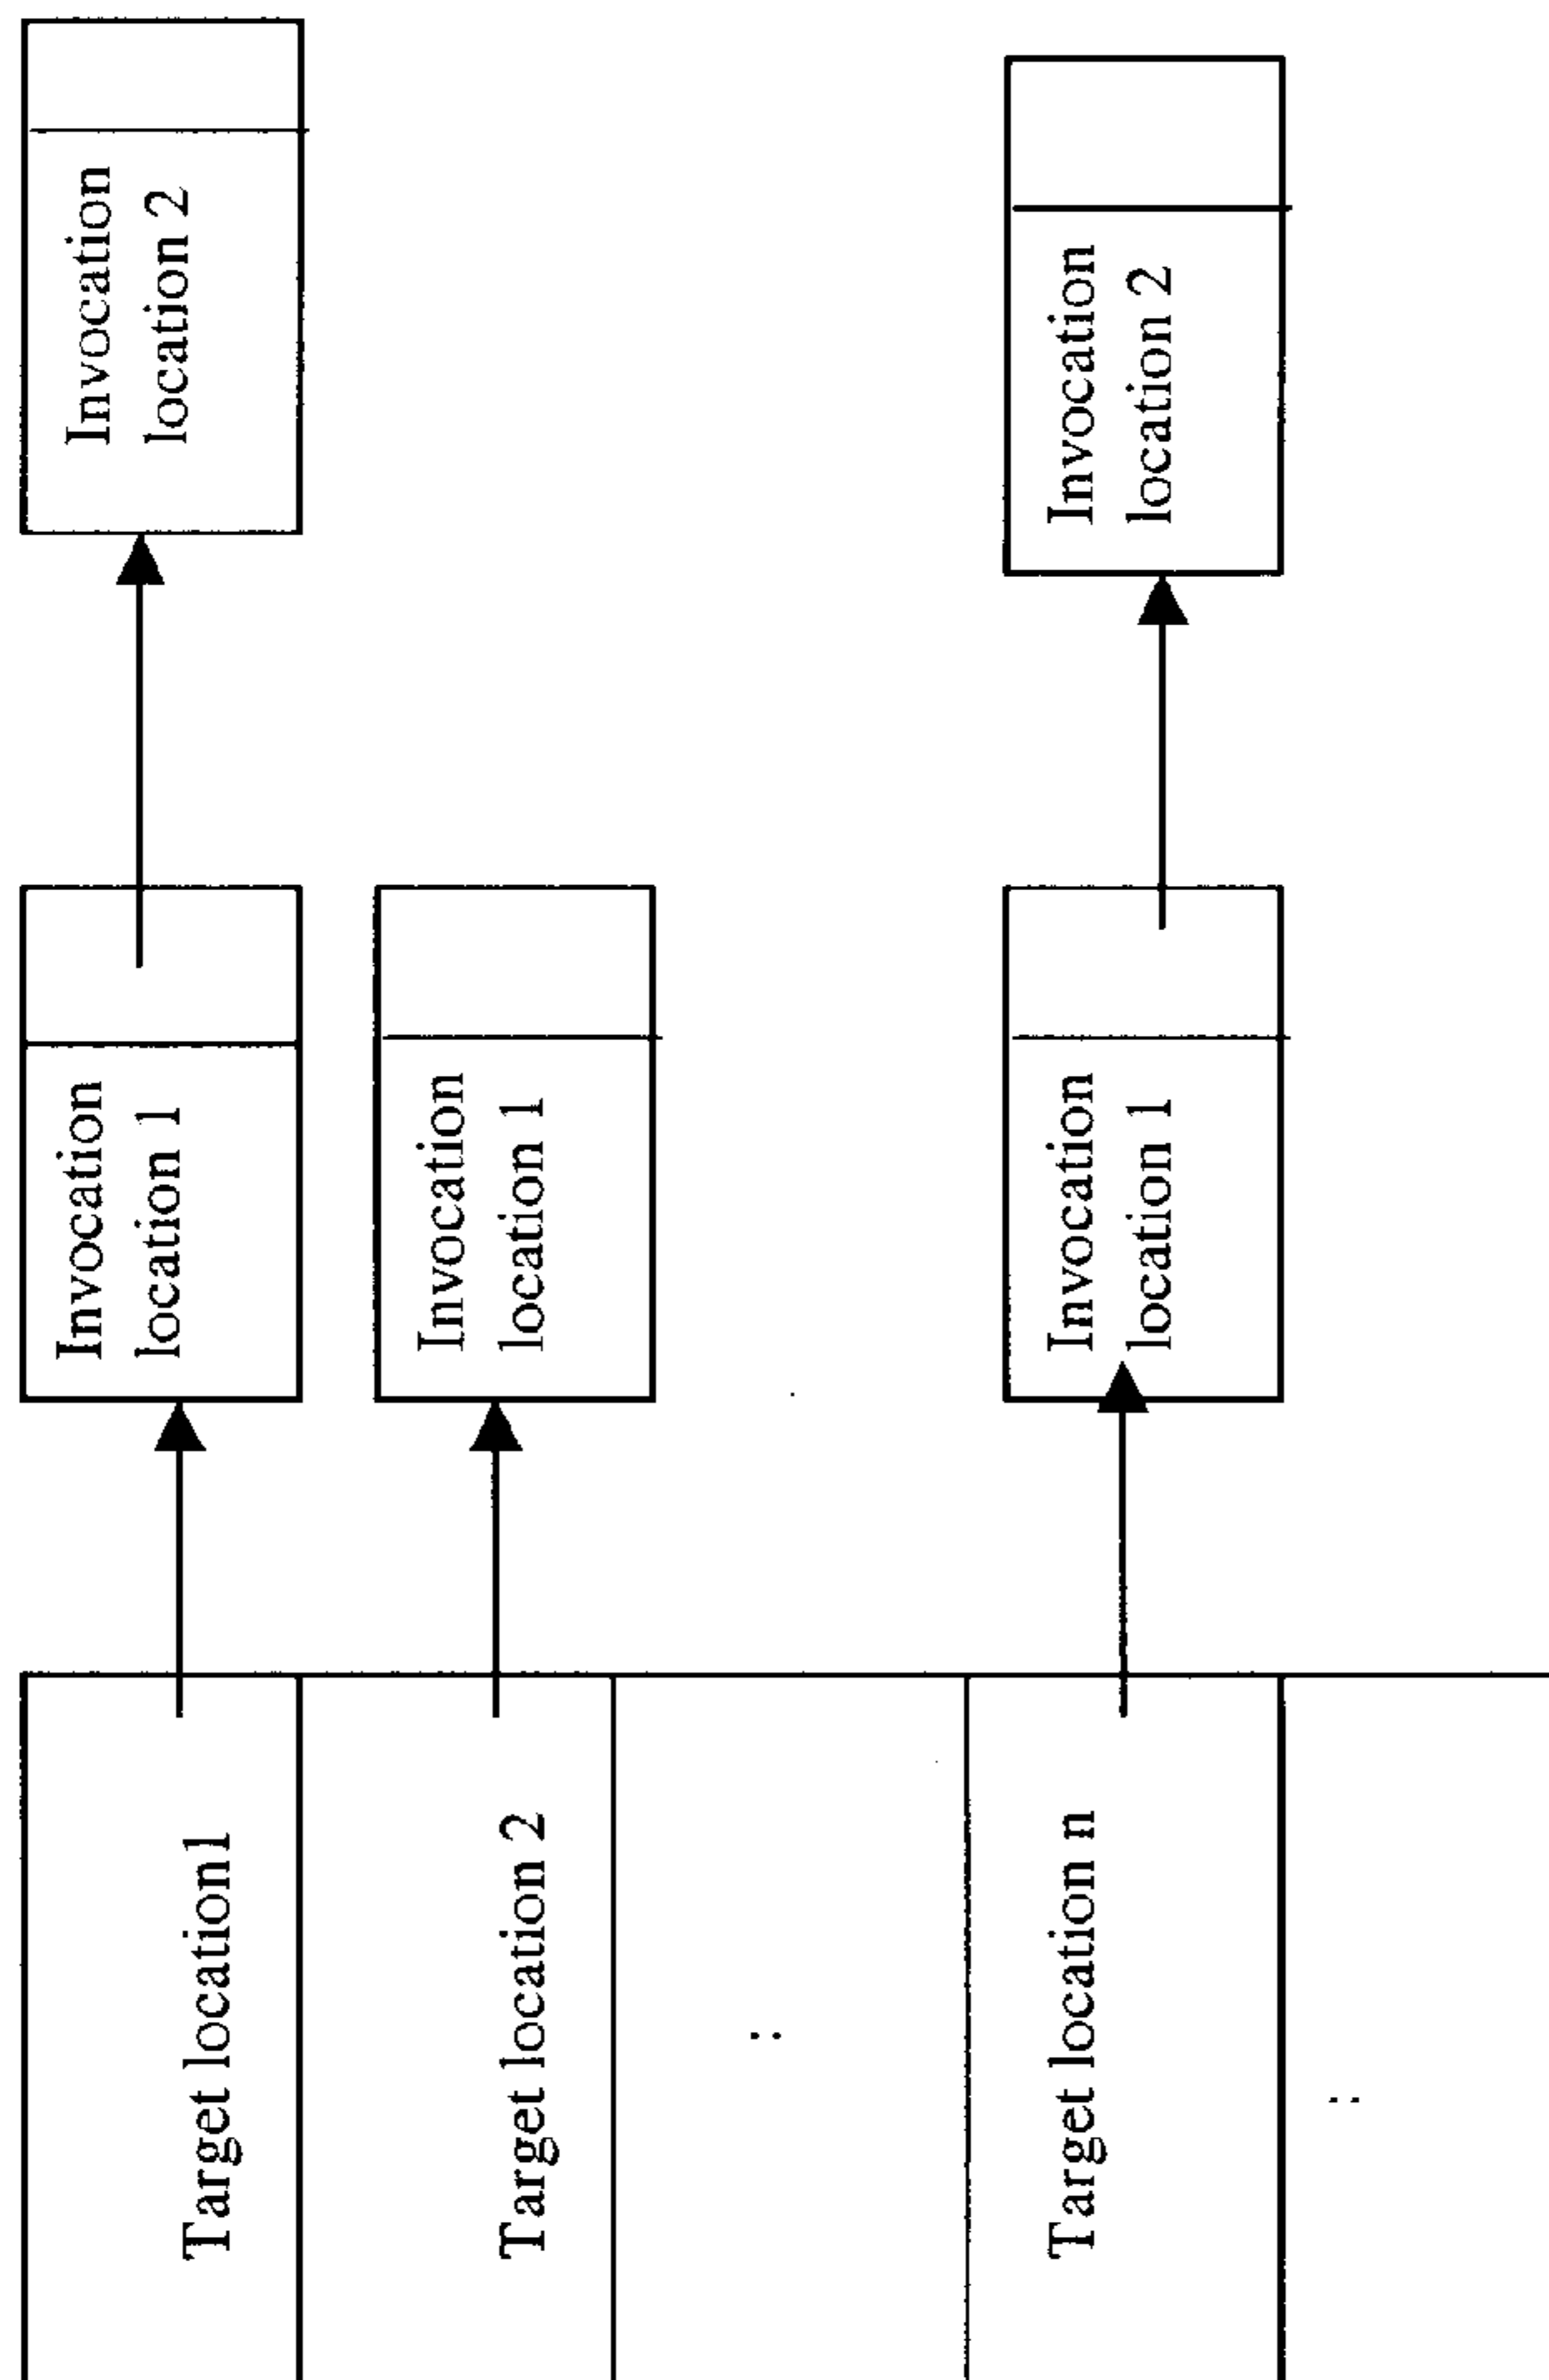 Target location1
Invocation
location 1
Invocation
location 2
Target location 2
Invocation
location 1
:
Target location n
Invocation
location 1
Invocation
location 2
: